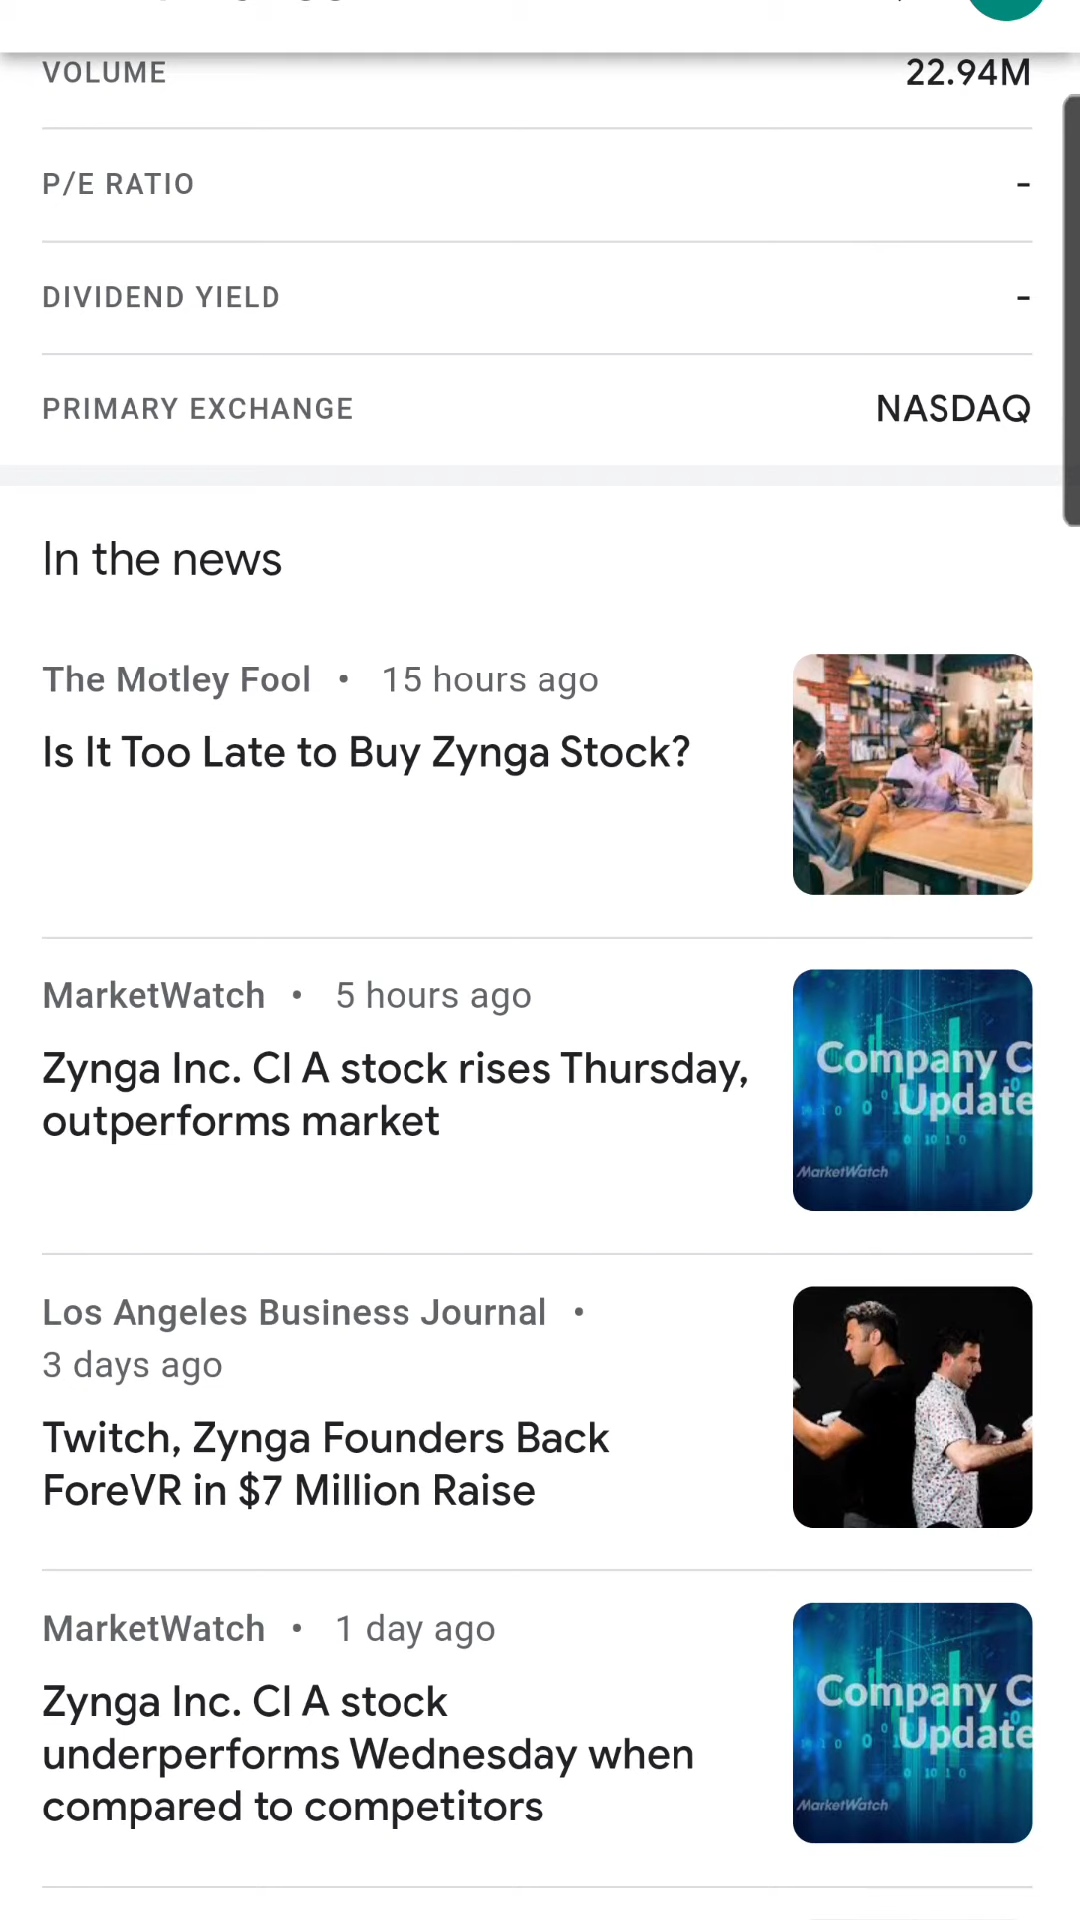 VOLUME 22.94M
P/E RATIO -
DIVIDEND YIELD -
PRIMARY EXCHANGE NASDAQ
In the news
The Motley Fool • 15 hours ago
Is It Too Late to Buy Zynga Stock?
MarketWatch • 5 hours ago
Zynga Inc. Cl A stock rises Thursday,
outperforms market
Company C
Update
MarketWatch
Los Angeles Business Journal •
3 days ago
Twitch, Zynga Founders Back
ForeVR in $7 Million Raise
MarketWatch • 1 day ago
Zynga Inc. Cl A stock
underperforms Wednesday when
compared to competitors
Company C
Update
MarketWatch